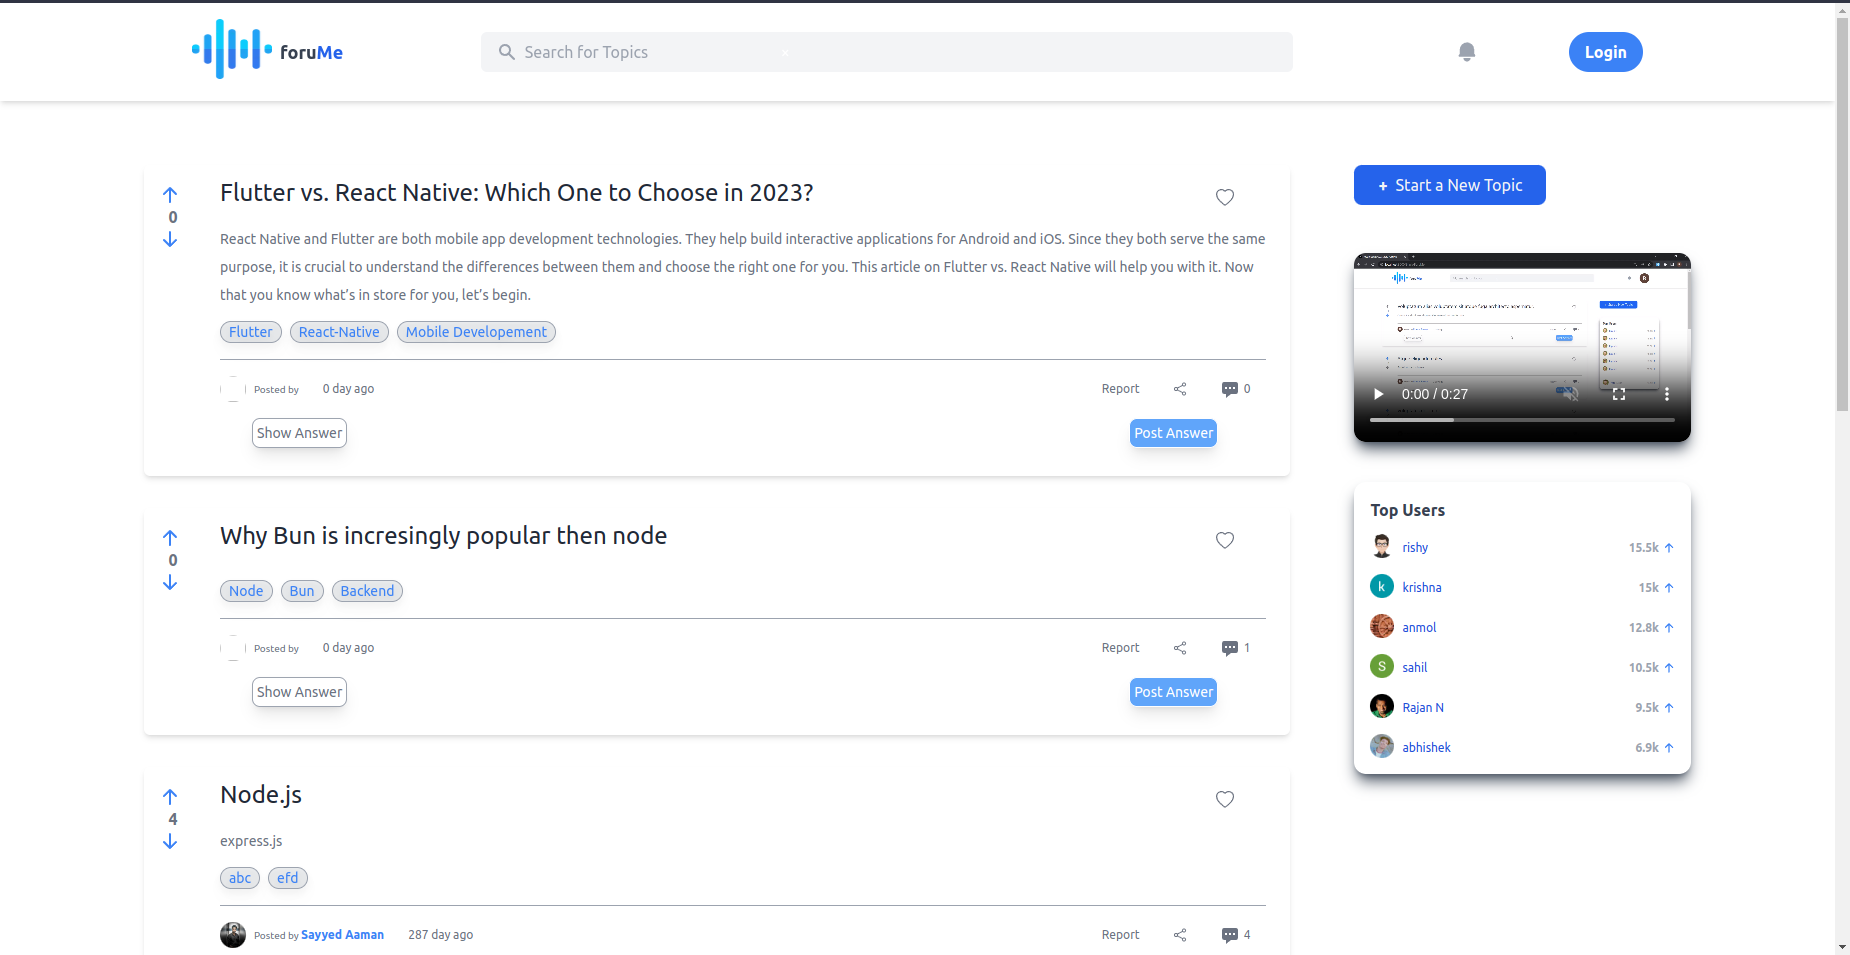 foruMe
Search for Topics
Login
Flutter vs. React Native: Which One to Choose in 2023?
0
React Native and Flutter are both mobile app development technologies. They help build interactive applications for Android and iOS. Since they both serve the same
purpose, it is crucial to understand the differences between them and choose the right one for you. This article on Flutter vs. React Native will help you with it. Now
that you know what’s in store for you, let’s begin.
Flutter React-Native Mobile Developement
Posted by 0 day ago Report 0
Show Answer Post Answer
Why Bun is incresingly popular then node
0
Node Bun Backend
Posted by 0 day ago Report 1
Show Answer Post Answer
Node.js
4
express.js
abc efd
Posted by Sayyed Aaman 287 day ago Report 4
+ Start a New Topic
0:00 / 0:27
Top Users
rishy 15.5k
k krishna 15k
anmol 12.8k
S sahil 10.5k
Rajan N 9.5k
abhishek 6.9k